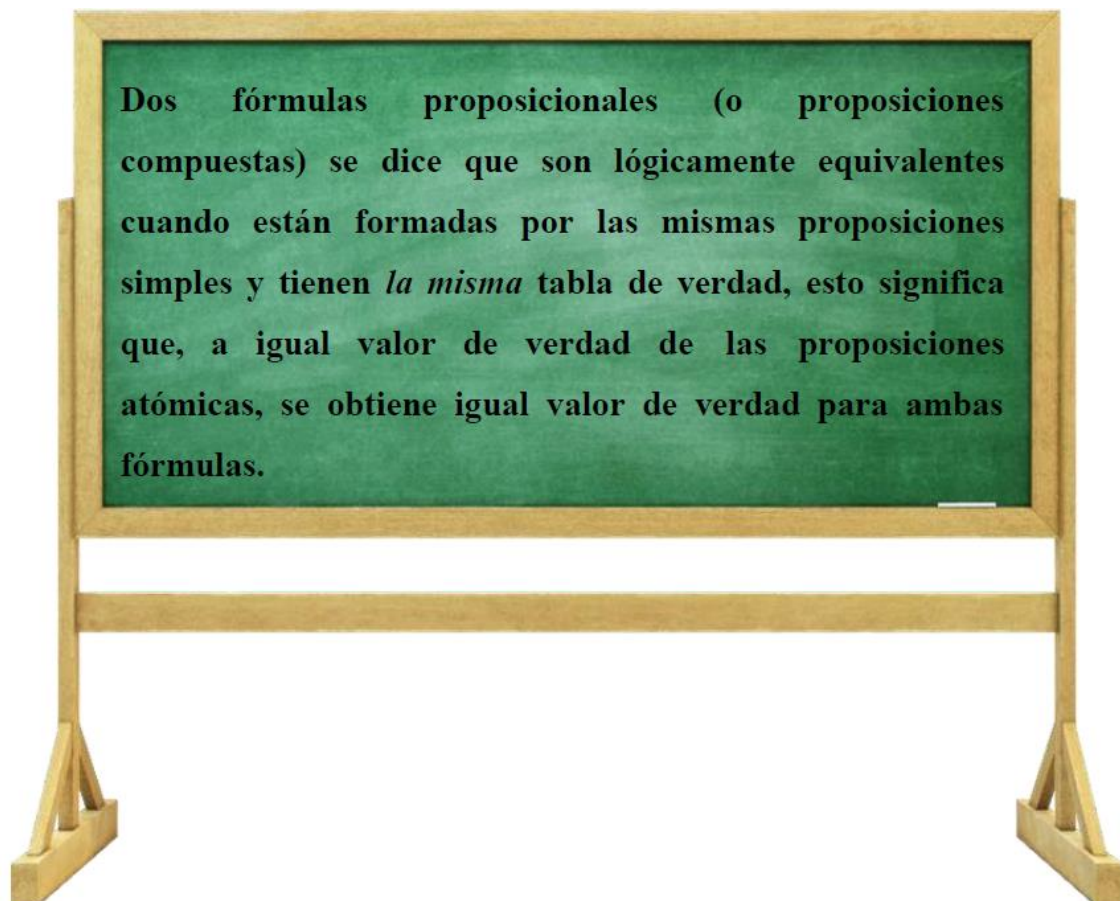 Dos fórmulas proposicionales (o proposiciones
compuestas) se dice que son lógicamente equivalentes
cuando están formadas por las mismas proposiciones
simples y tienen la misma tabla de verdad, esto significa
que, a igual valor de verdad de las proposiciones
atómicas, se obtiene igual valor de verdad para ambas
fórmulas.